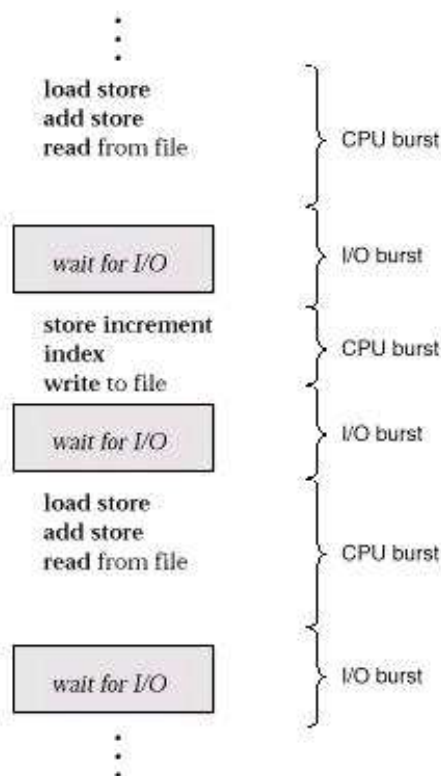 load store
add store
read from file
CPU burst
wait for I/O
I/O burst
store increment
index
write to file
CPU burst
wait for I/O
I/O burst
load store
add store
read from file
CPU burst
wait for I/O
I/O burst